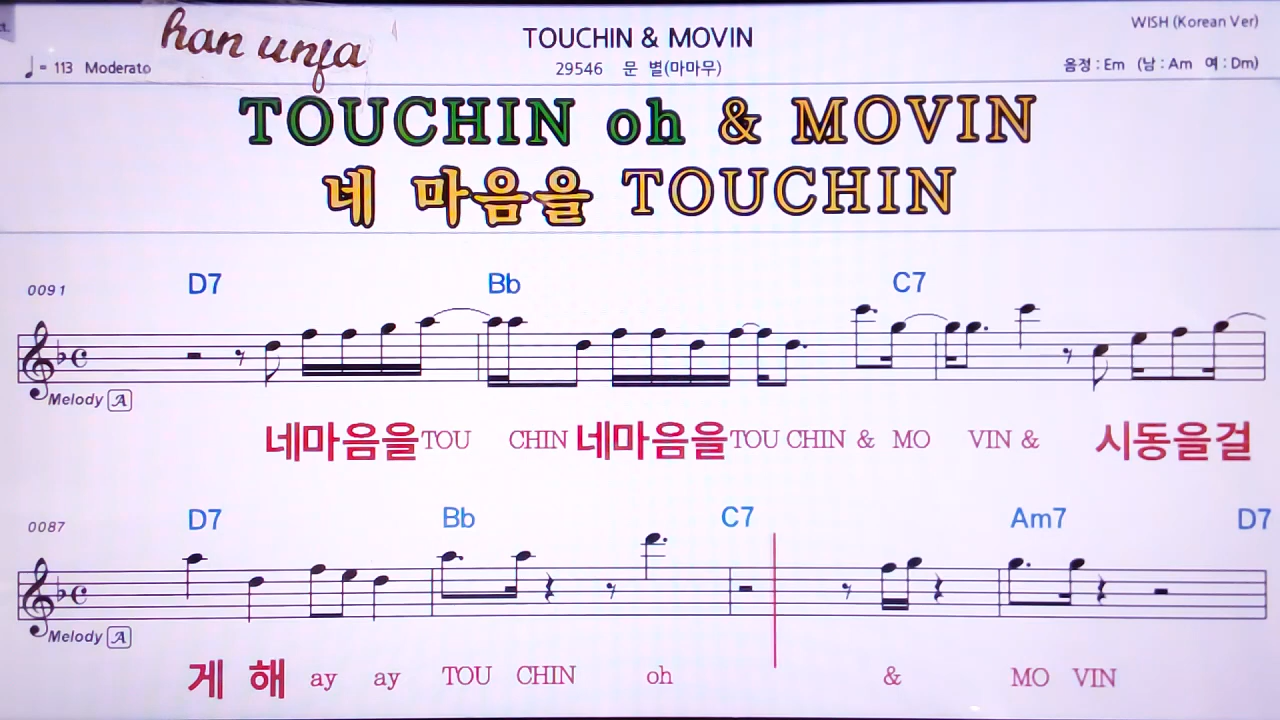 han unfa
TOUCHIN & MOVIN
WISH (Korean Ver)
♩ = 113 Moderato
29546 문 별(마마무)
음정 : Em (남 : Am 여 : Dm)
TOUCHIN oh & MOVIN
네 마음을 TOUCHIN
0091 D7 Bb C7
Melody A
네마음을TOU CHIN 네마음을TOU CHIN & MO VIN & 시동을걸
0087 D7 Bb C7 Am7 D7
Melody A
게 해 ay ay TOU CHIN oh & MO VIN